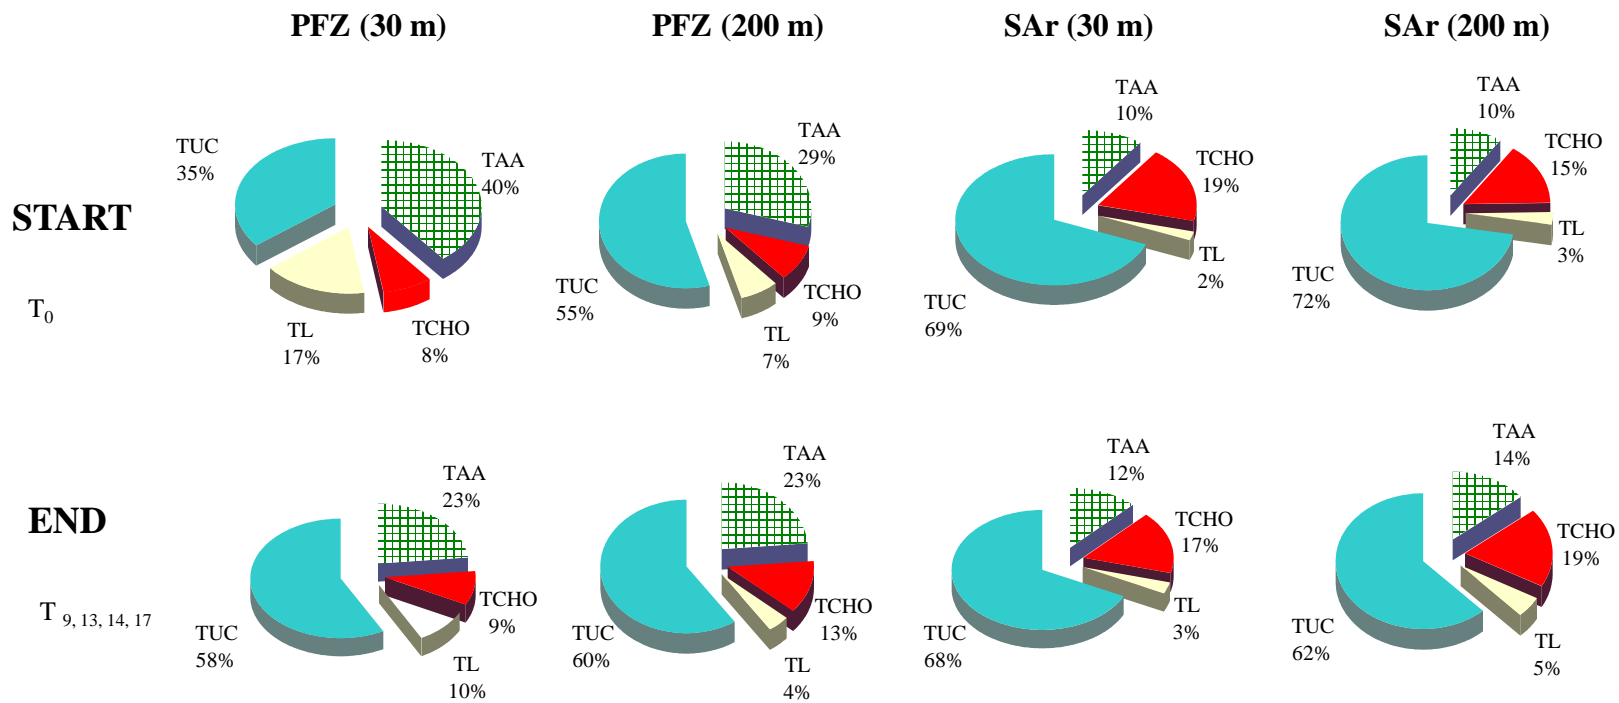 PFZ (30 m)
PFZ (200 m)
SAr (30 m)
SAr (200 m)
START
T0
TUC
35%
TAA
40%
TL
17%
TCHO
8%
TAA
29%
TUC
55%
TCHO
9%
TL
7%
TAA
10%
TCHO
19%
TL
2%
TUC
69%
TAA
10%
TCHO
15%
TL
3%
TUC
72%
END
T 9, 13, 14, 17
TAA
23%
TCHO
9%
TUC
58%
TL
10%
TAA
23%
TCHO
13%
TUC
60%
TL
4%
TAA
12%
TCHO
17%
TL
3%
TUC
68%
TAA
14%
TCHO
19%
TUC
62%
TL
5%